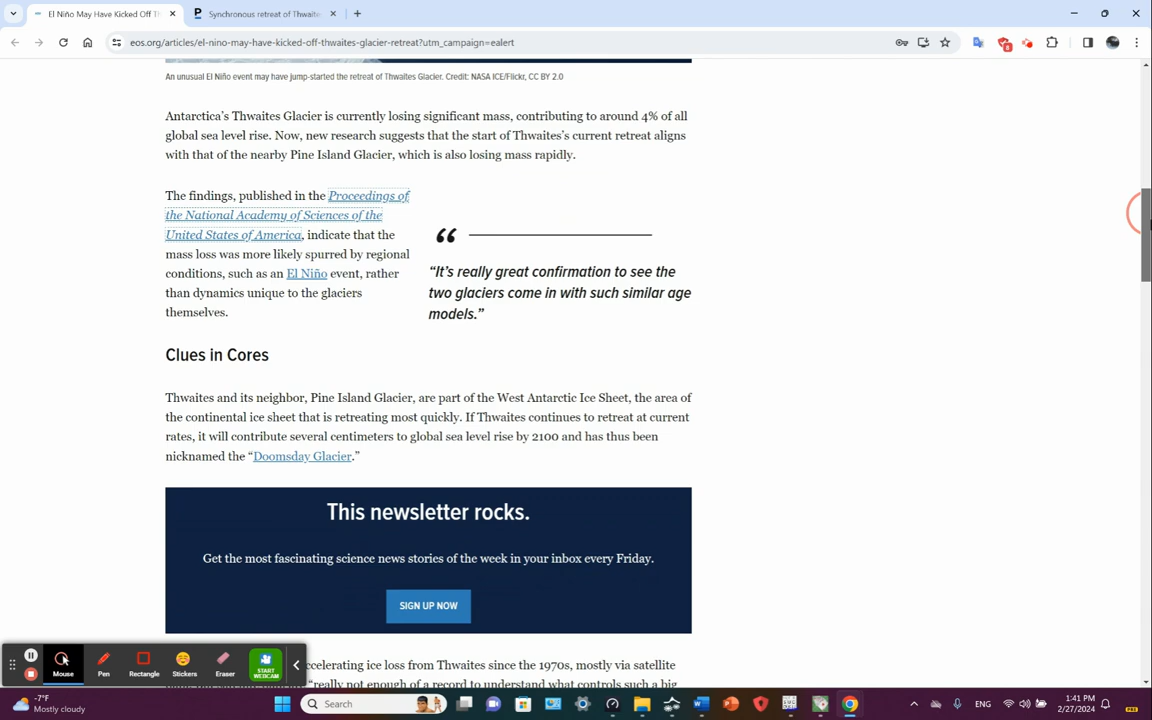 El Niño May Have Kicked Off Th
Synchronous retreat of Thwaite
eos.org/articles/el-nino-may-have-kicked-off-thwaites-glacier-retreat?utm_campaign=ealert
An unusual El Niño event may have jump-started the retreat of Thwaites Glacier. Credit: NASA ICE/Flickr, CC BY 2.0
Antarctica's Thwaites Glacier is currently losing significant mass, contributing to around 4% of all
global sea level rise. Now, new research suggests that the start of Thwaites's current retreat aligns
with that of the nearby Pine Island Glacier, which is also losing mass rapidly.
The findings, published in the Proceedings of
the National Academy of Sciences of the
United States of America, indicate that the
mass loss was more likely spurred by regional
conditions, such as an El Niño event, rather
than dynamics unique to the glaciers
themselves.
“It's really great confirmation to see the
two glaciers come in with such similar age
models.”
Clues in Cores
Thwaites and its neighbor, Pine Island Glacier, are part of the West Antarctic Ice Sheet, the area of
the continental ice sheet that is retreating most quickly. If Thwaites continues to retreat at current
rates, it will contribute several centimeters to global sea level rise by 2100 and has thus been
nicknamed the “Doomsday Glacier.”
This newsletter rocks.
Get the most fascinating science news stories of the week in your inbox every Friday.
SIGN UP NOW
ccelerating ice loss from Thwaites since the 1970s, mostly via satellite
“really not enough of a record to understand what controls such a big
Mouse
Pen
Rectangle
Stickers
Eraser
START
WEBCAM
-7°F
Mostly cloudy
Search
ENG
1:41 PM
2/27/2024